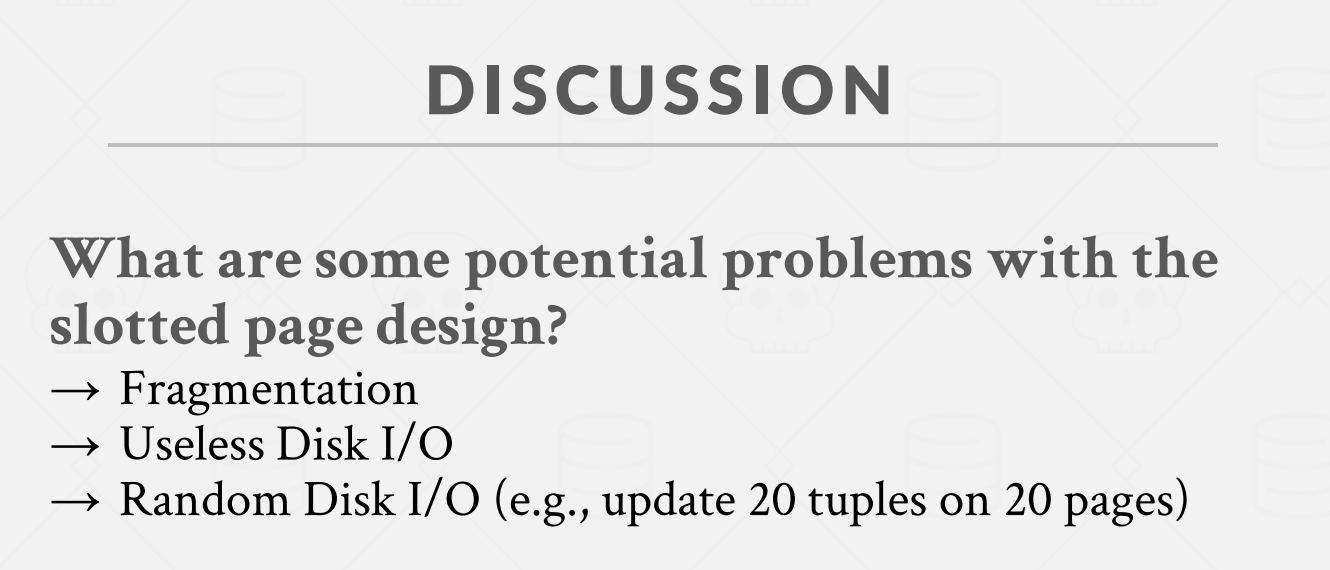 DISCUSSION
What are some potential problems with the
slotted page design?
→ Fragmentation
→ Useless Disk I/O
→ Random Disk I/O (e.g., update 20 tuples on 20 pages)